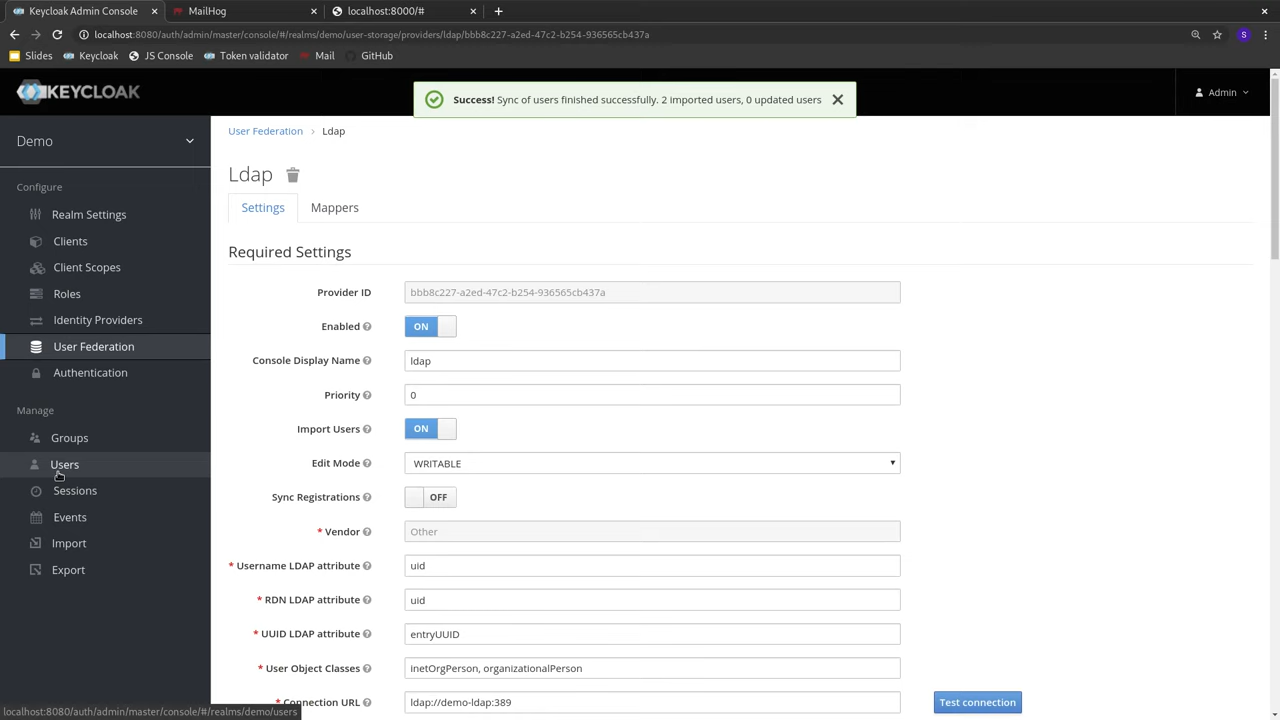 Keycloak Admin Console
MailHog
localhost:8000/#
localhost:8080/auth/admin/master/console/#/realms/demo/user-storage/providers/ldap/bbb8c227-a2ed-47c2-b254-936565cb437a
S
Slides
Keycloak
JS Console
Token validator
Mail
GitHub
KEYCLOAK
Success! Sync of users finished successfully. 2 imported users, 0 updated users
Admin
Demo
Configure
Realm Settings
Clients
Client Scopes
Roles
Identity Providers
User Federation
Authentication
Manage
Groups
Users
Sessions
Events
Import
Export
User Federation > Ldap
Ldap
Settings
Mappers
Required Settings
Provider ID
bbb8c227-a2ed-47c2-b254-936565cb437a
Enabled
ON
Console Display Name
ldap
Priority
0
Import Users
ON
Edit Mode
WRITABLE
Sync Registrations
OFF
* Vendor
Other
* Username LDAP attribute
uid
* RDN LDAP attribute
uid
* UUID LDAP attribute
entryUUID
* User Object Classes
inetOrgPerson, organizationalPerson
* Connection URL
ldap://demo-ldap:389
Test connection
localhost:8080/auth/admin/master/console/#/realms/demo/users